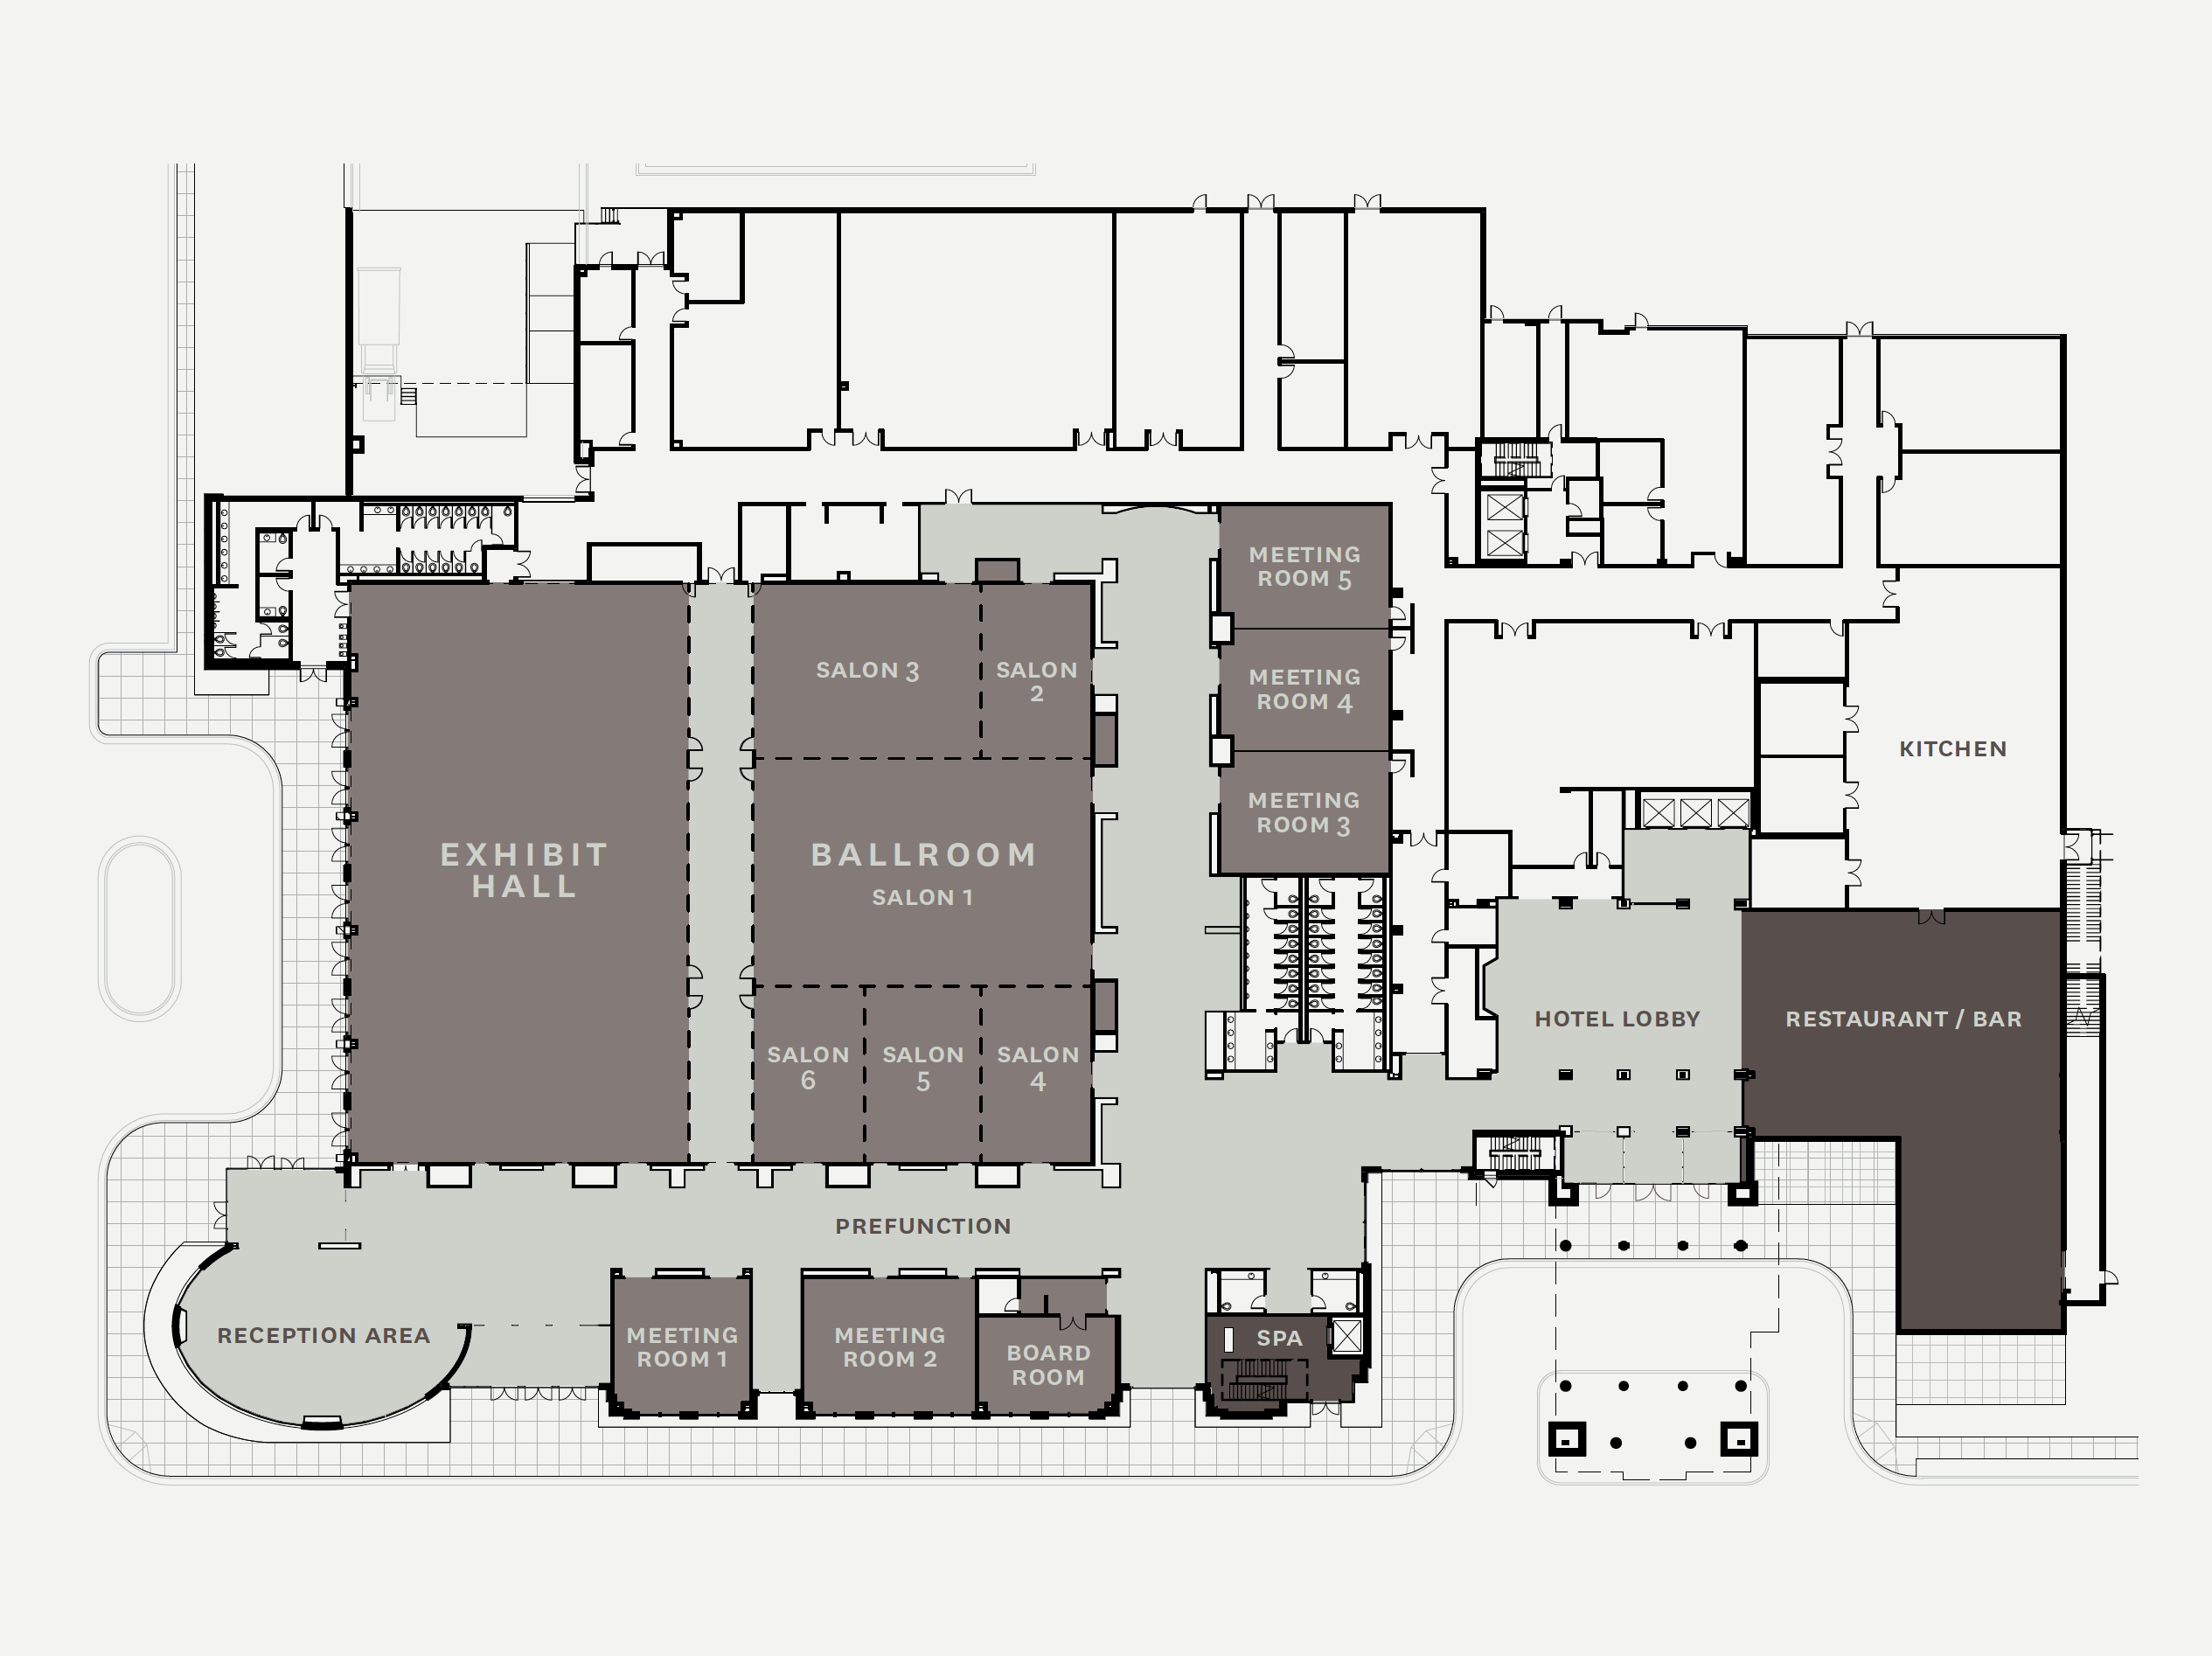 MEETING
ROOM 5
SALON 3
SALON
2
MEETING
ROOM 4
KITCHEN
MEETING
ROOM 3
EXHIBIT
HALL
BALLROOM
SALON 1
HOTEL LOBBY
RESTAURANT / BAR
SALON
6
SALON
5
SALON
4
PREFUNCTION
RECEPTION AREA
MEETING
ROOM 1
MEETING
ROOM 2
BOARD
ROOM
SPA